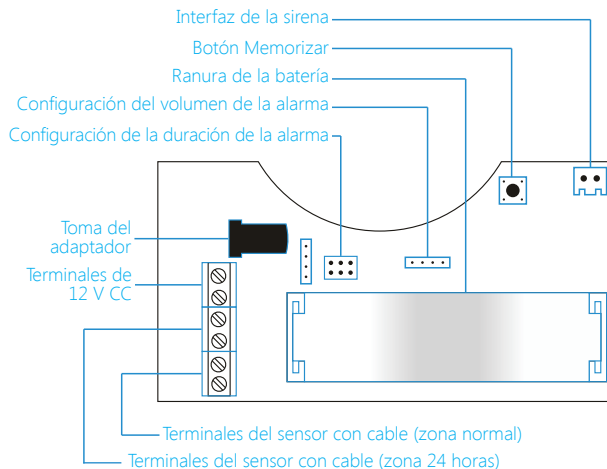 Interfaz de la sirena
Botón Memorizar
Ranura de la batería
Configuración del volumen de la alarma
Configuración de la duración de la alarma
Toma del
adaptador
Terminales de
12 V CC
Terminales del sensor con cable (zona normal)
Terminales del sensor con cable (zona 24 horas)